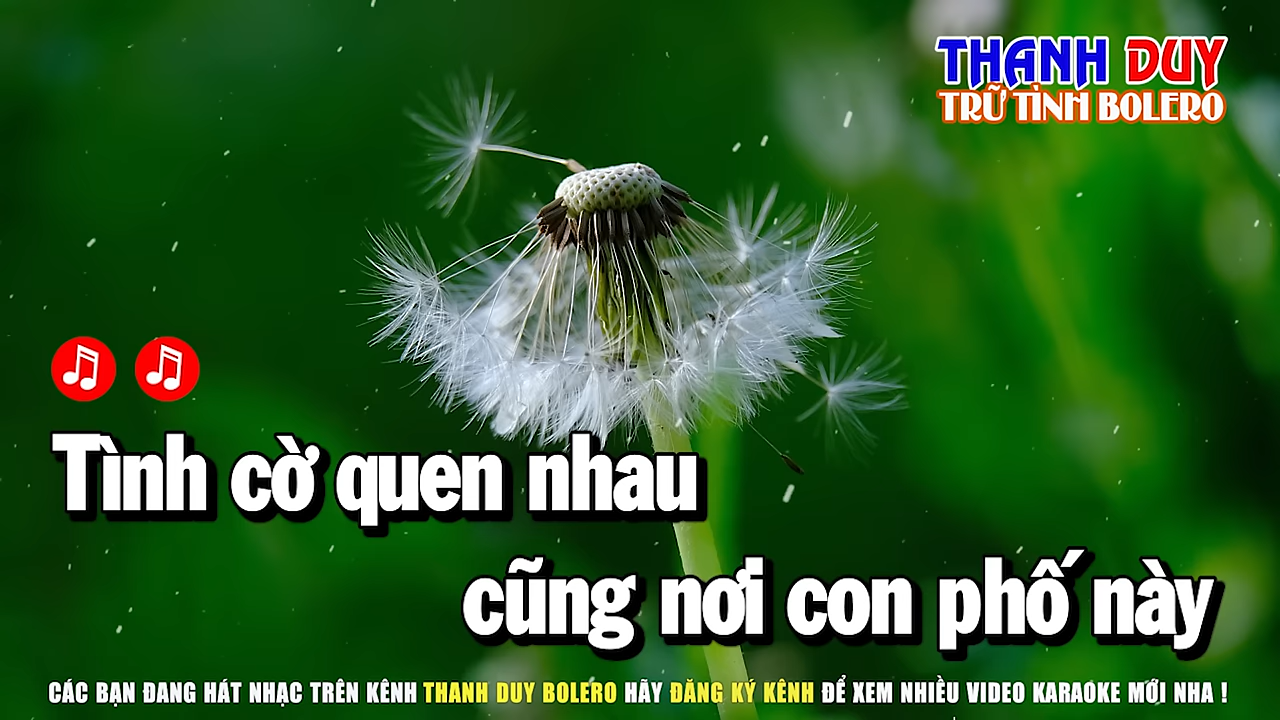 THANH DUY
TRỮ TÌNH BOLERO
Tình cờ quen nhau
cũng nơi con phố này
CÁC BẠN ĐANG HÁT NHẠC TRÊN KÊNH THANH DUY BOLERO HÃY ĐĂNG KÝ KÊNH ĐỂ XEM NHIỀU VIDEO KARAOKE MỚI NHA !